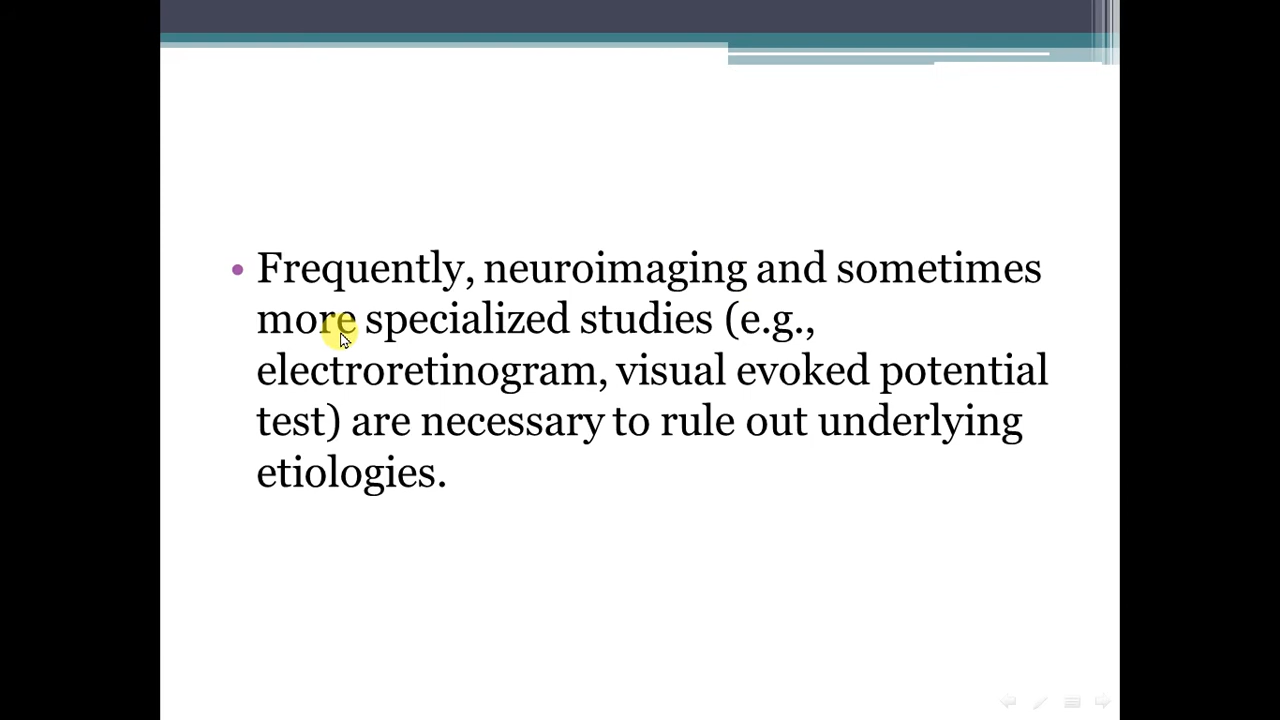 • Frequently, neuroimaging and sometimes
more specialized studies (e.g.,
electroretinogram, visual evoked potential
test) are necessary to rule out underlying
etiologies.